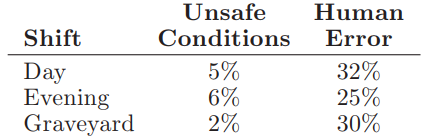 Unsafe Human
Shift Conditions Error
Day 5% 32%
Evening 6% 25%
Graveyard 2% 30%